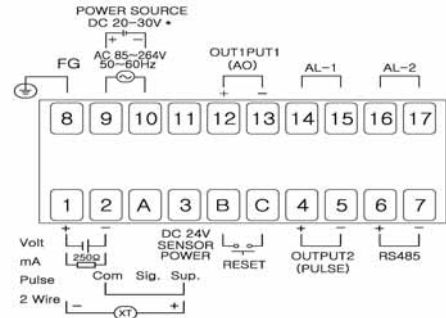 POWER SOURCE
DC 20~30V *
+ −
AC 85~264V
50~60Hz
FG
OUT1PUT1
(AO)
+ −
AL-1
AL-2
8 9 10 11 12 13 14 15 16 17
1 2 A 3 B C 4 5 6 7
+ −
Volt
250Ω
mA
Pulse
Com Sig. Sup.
2 Wire
− XT +
DC 24V
SENSOR
POWER
RESET
+ −
OUTPUT2
(PULSE)
+ −
RS485